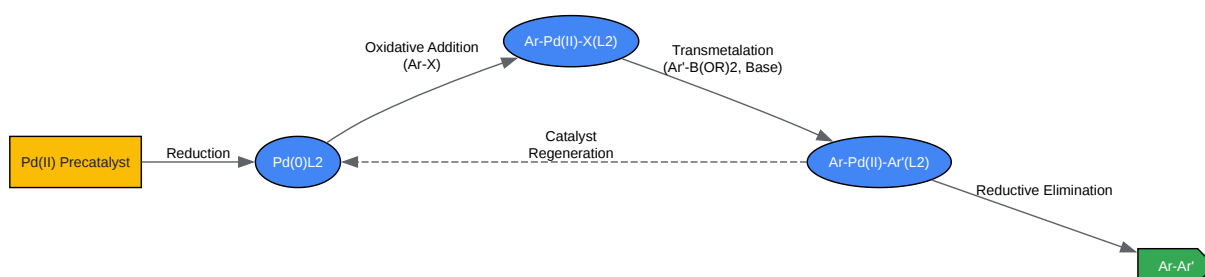 Ar-Pd(II)-X(L2)
Oxidative Addition
(Ar-X)
Transmetalation
(Ar'-B(OR)2, Base)
Catalyst
Regeneration
Pd(II) Precatalyst
Reduction
Pd(0)L2
Ar-Pd(II)-Ar'(L2)
Reductive Elimination
Ar-Ar'